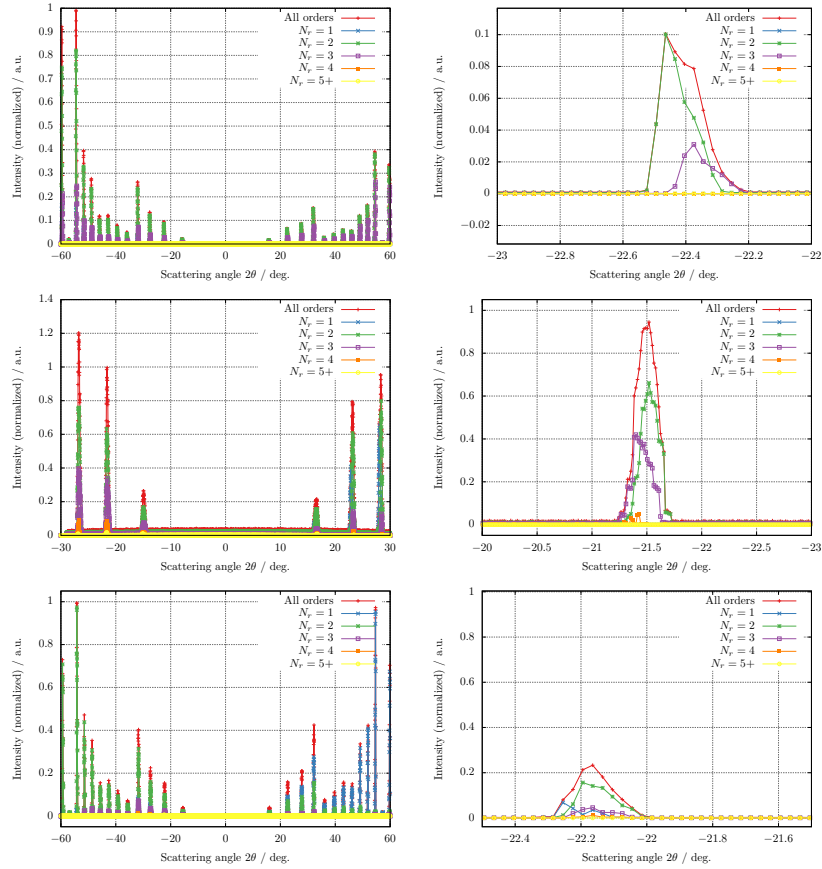 Intensity (normalized) / a.u.
1
0.9
0.8
0.7
0.6
0.5
0.4
0.3
0.2
0.1
0
−60 −40 −20 0 20 40 60
Scattering angle 2θ / deg.
All orders
N_r = 1
N_r = 2
N_r = 3
N_r = 4
N_r = 5+
Intensity (normalized) / a.u.
0.1
0.08
0.06
0.04
0.02
0
−0.02
−23 −22.8 −22.6 −22.4 −22.2 −22
Scattering angle 2θ / deg.
All orders
N_r = 1
N_r = 2
N_r = 3
N_r = 4
N_r = 5+
Intensity (normalized) / a.u.
1.4
1.2
1
0.8
0.6
0.4
0.2
0
−30 −20 −10 0 10 20 30
Scattering angle 2θ / deg.
All orders
N_r = 1
N_r = 2
N_r = 3
N_r = 4
N_r = 5+
Intensity (normalized) / a.u.
1
0.8
0.6
0.4
0.2
0
−20 −20.5 −21 −21.5 −22 −22.5 −23
Scattering angle 2θ / deg.
All orders
N_r = 1
N_r = 2
N_r = 3
N_r = 4
N_r = 5+
Intensity (normalized) / a.u.
1
0.8
0.6
0.4
0.2
0
−60 −40 −20 0 20 40 60
Scattering angle 2θ / deg.
All orders
N_r = 1
N_r = 2
N_r = 3
N_r = 4
N_r = 5+
Intensity (normalized) / a.u.
1
0.8
0.6
0.4
0.2
0
−22.4 −22.2 −22 −21.8 −21.6
Scattering angle 2θ / deg.
All orders
N_r = 1
N_r = 2
N_r = 3
N_r = 4
N_r = 5+